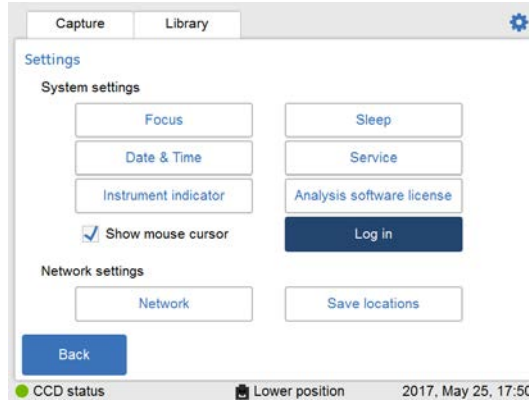 Capture Library
Settings
System settings
Focus Sleep
Date & Time Service
Instrument indicator Analysis software license
Show mouse cursor Log in
Network settings
Network Save locations
Back
CCD status Lower position 2017, May 25, 17:50